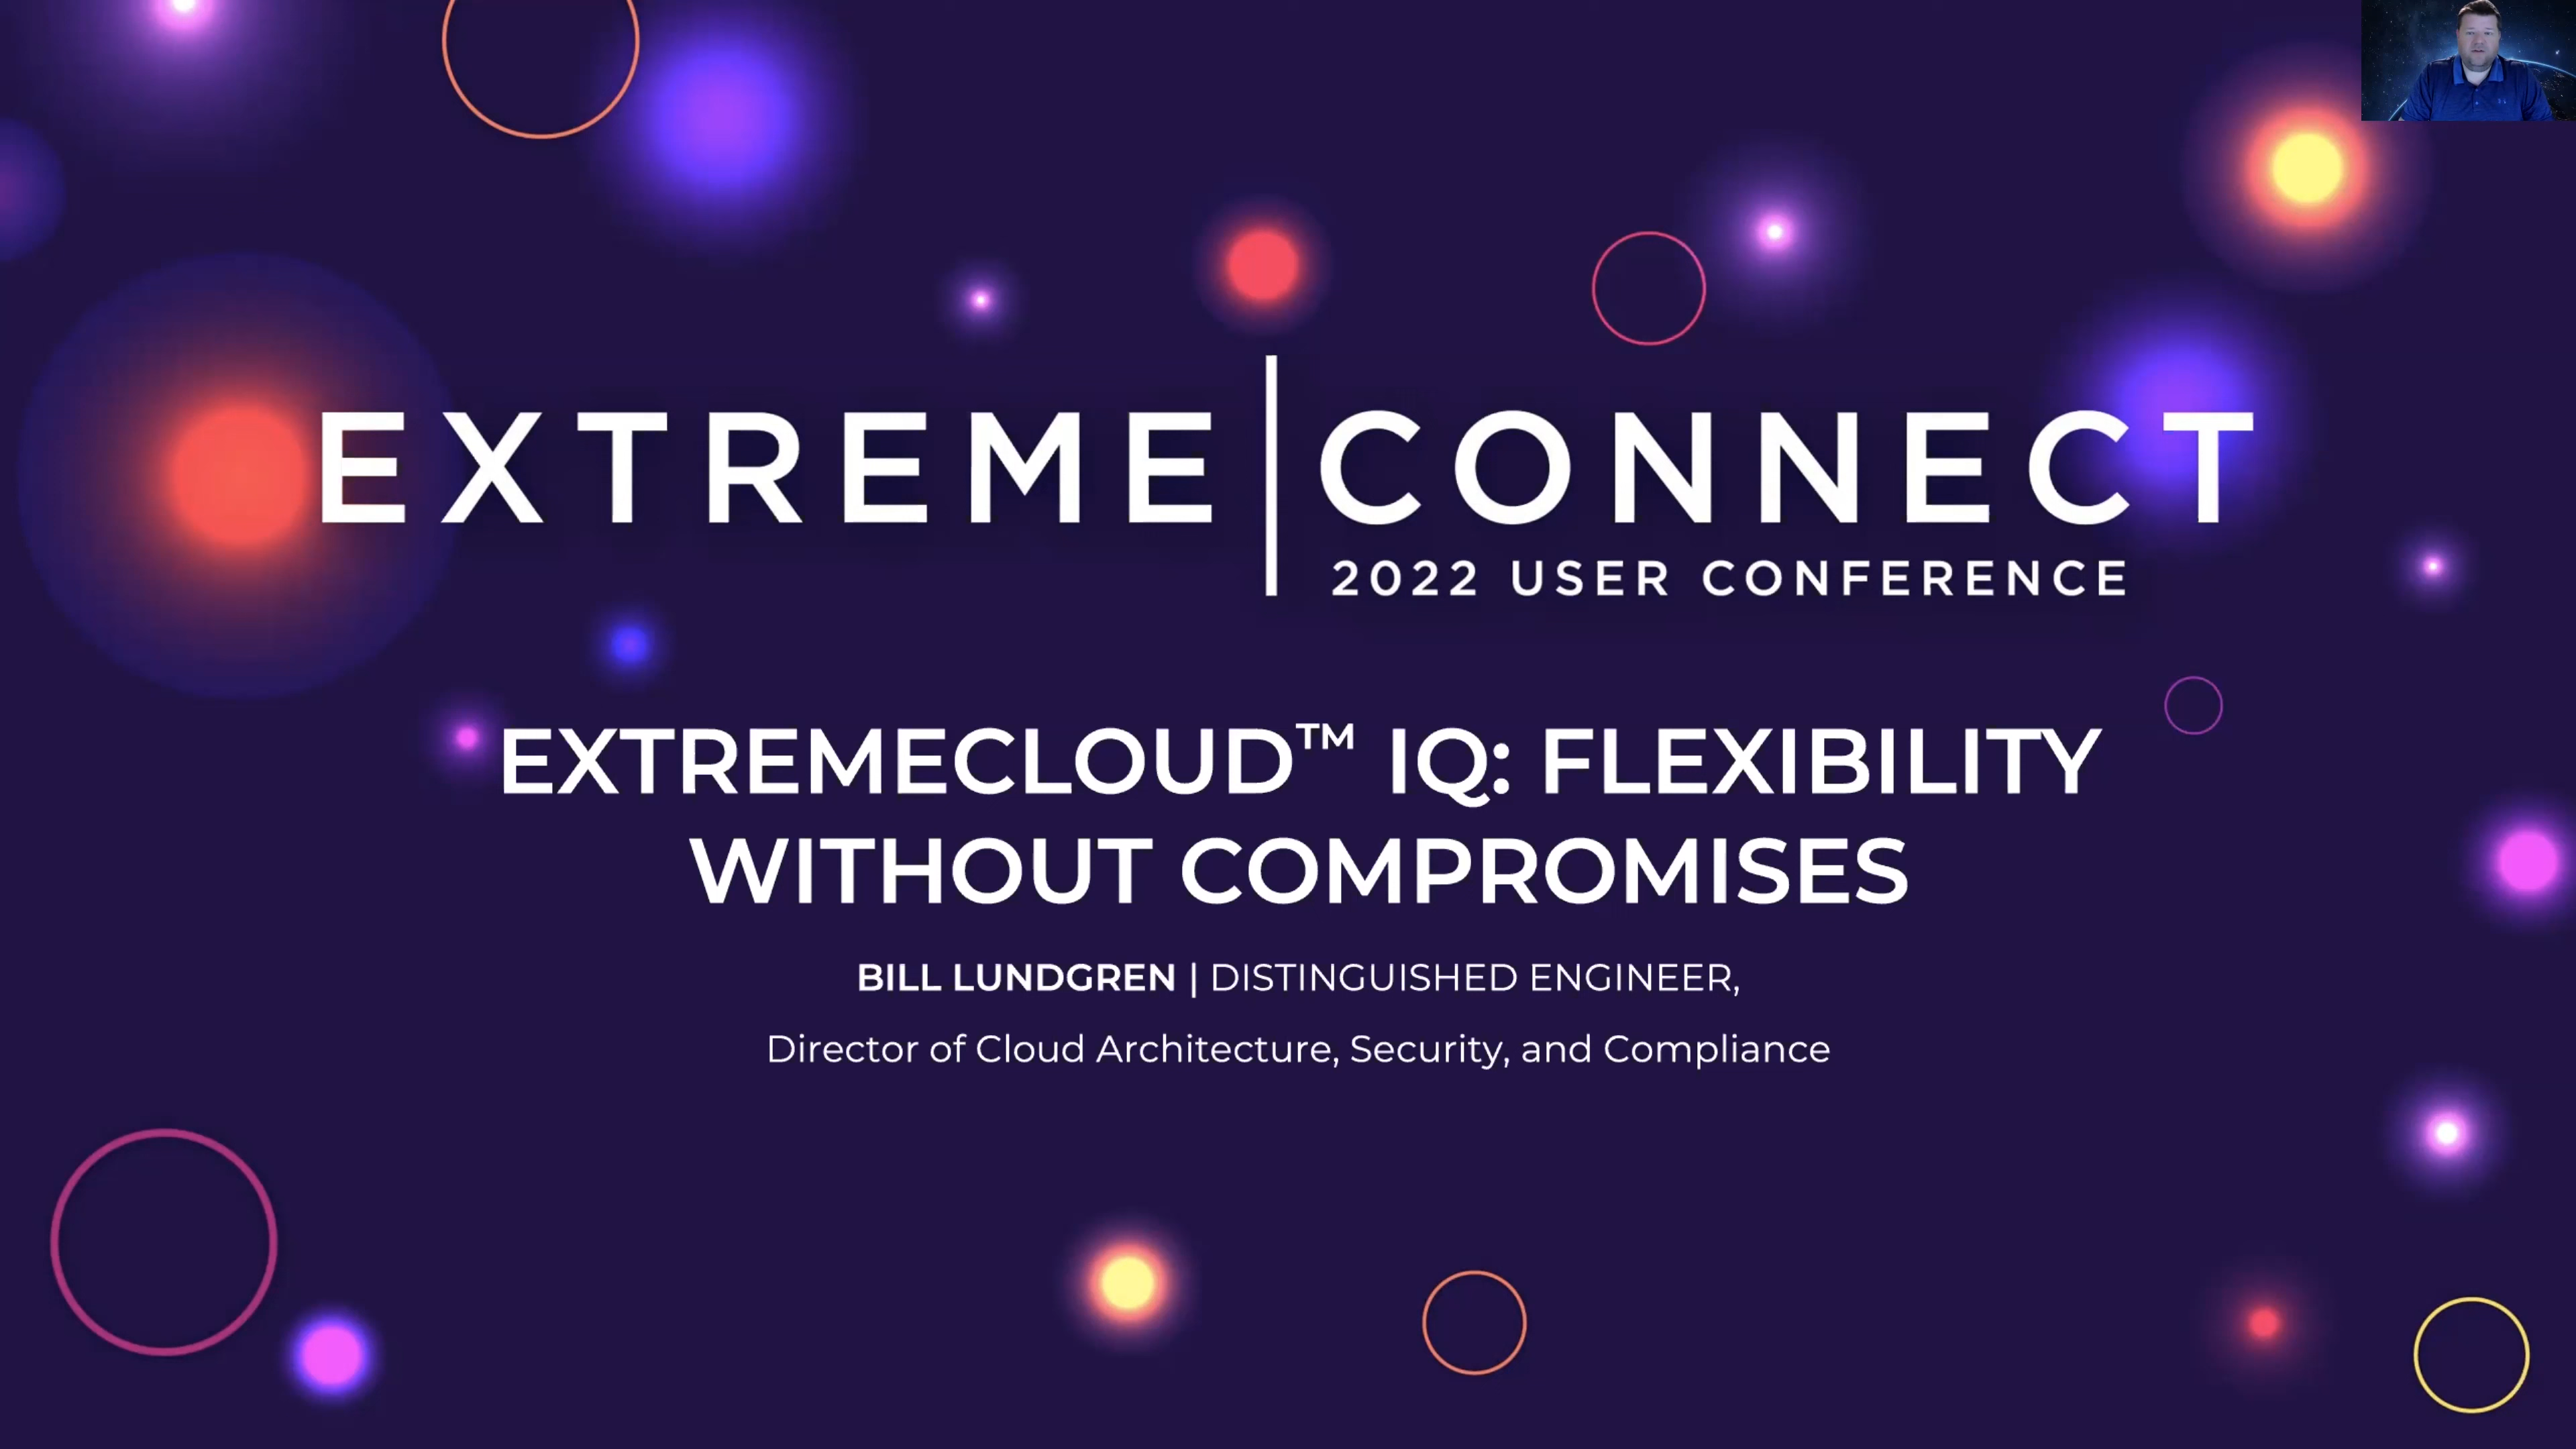 EXTREME | CONNECT
2022 USER CONFERENCE
EXTREMECLOUD™ IQ: FLEXIBILITY
WITHOUT COMPROMISES
BILL LUNDGREN | DISTINGUISHED ENGINEER,
Director of Cloud Architecture, Security, and Compliance